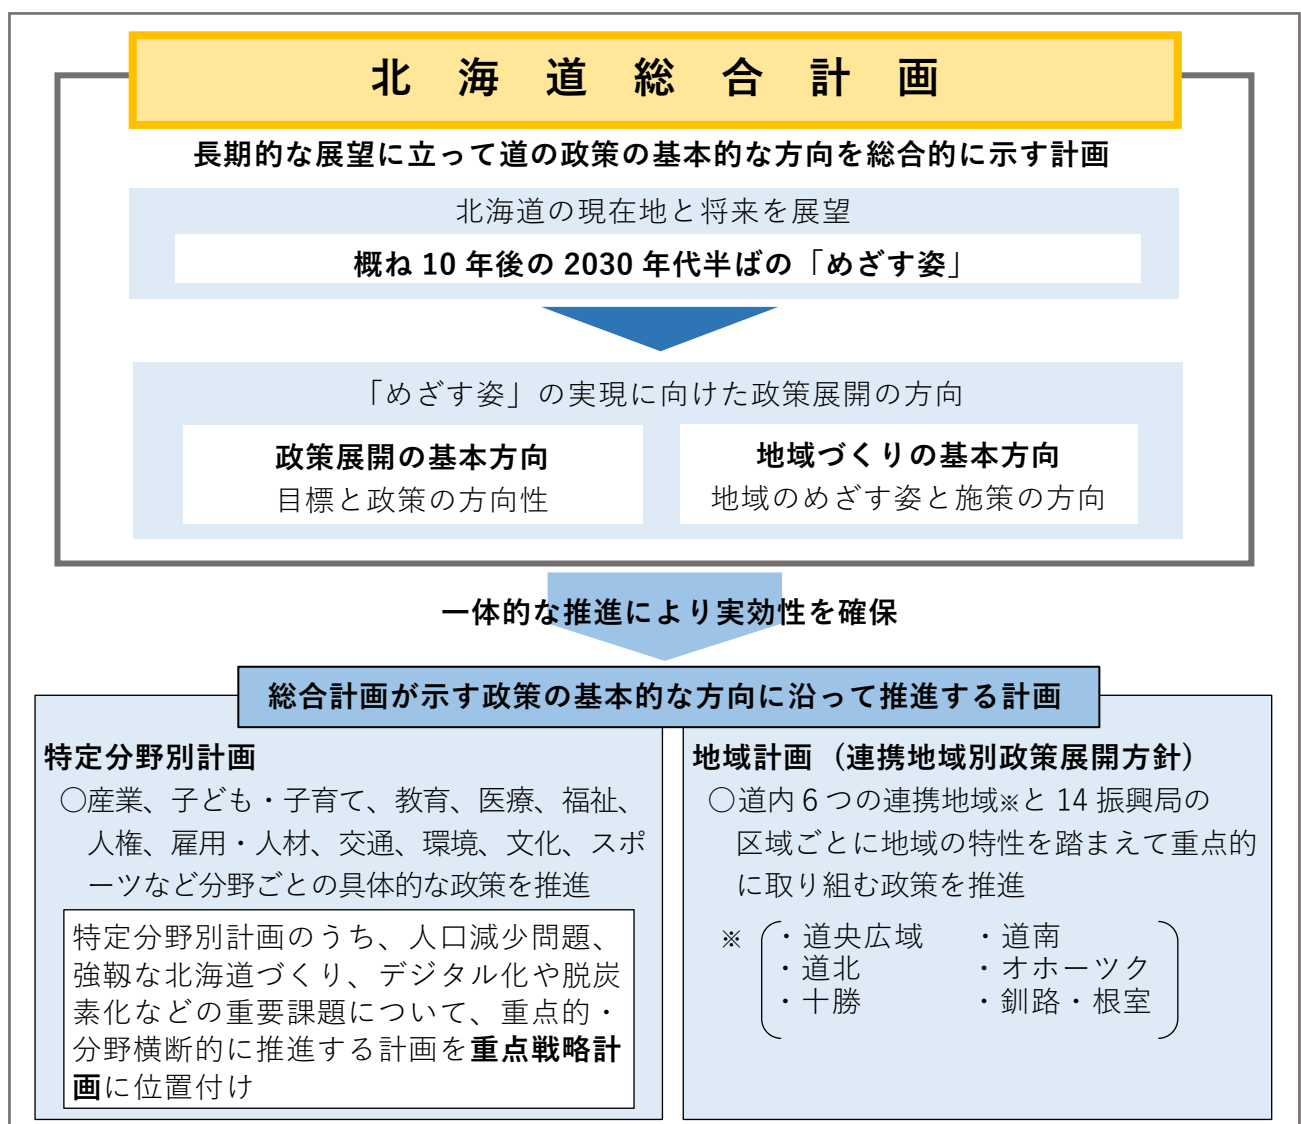 北海道総合計画
長期的な展望に立って道の政策の基本的な方向を総合的に示す計画
北海道の現在地と将来を展望
概ね 10 年後の 2030 年代半ばの「めざす姿」
「めざす姿」の実現に向けた政策展開の方向
政策展開の基本方向
目標と政策の方向性
地域づくりの基本方向
地域のめざす姿と施策の方向
一体的な推進により実効性を確保
総合計画が示す政策の基本的な方向に沿って推進する計画
特定分野別計画
○産業、子ども・子育て、教育、医療、福祉、
人権、雇用・人材、交通、環境、文化、スポ
ーツなど分野ごとの具体的な政策を推進
特定分野別計画のうち、人口減少問題、
強靱な北海道づくり、デジタル化や脱炭
素化などの重要課題について、重点的・
分野横断的に推進する計画を重点戦略計
画に位置付け
地域計画（連携地域別政策展開方針）
○道内６つの連携地域※と 14 振興局の
区域ごとに地域の特性を踏まえて重点的
に取り組む政策を推進
※ ・道央広域 ・道南
・道北 ・オホーツク
・十勝 ・釧路・根室